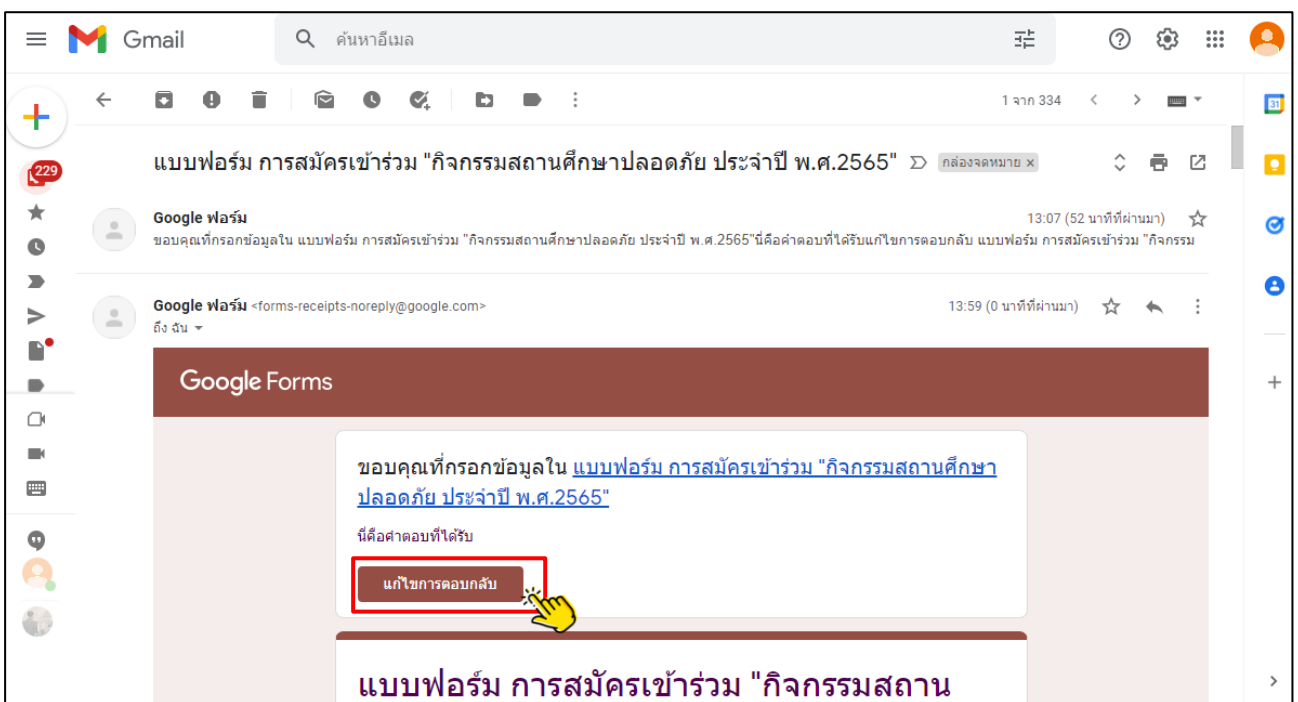 Gmail
ค้นหาอีเมล
1 จาก 334
31
229
แบบฟอร์ม การสมัครเข้าร่วม "กิจกรรมสถานศึกษาปลอดภัย ประจำปี พ.ศ.2565" กล่องจดหมาย ×
Google ฟอร์ม 13:07 (52 นาทีที่ผ่านมา)
ขอบคุณที่กรอกข้อมูลใน แบบฟอร์ม การสมัครเข้าร่วม "กิจกรรมสถานศึกษาปลอดภัย ประจำปี พ.ศ.2565"นี่คือคำตอบที่ได้รับแก้ไขการตอบกลับ แบบฟอร์ม การสมัครเข้าร่วม "กิจกรรม
Google ฟอร์ม <forms-receipts-noreply@google.com> 13:59 (0 นาทีที่ผ่านมา)
ถึง ฉัน
Google Forms
ขอบคุณที่กรอกข้อมูลใน แบบฟอร์ม การสมัครเข้าร่วม "กิจกรรมสถานศึกษา
ปลอดภัย ประจำปี พ.ศ.2565"
นี่คือคำตอบที่ได้รับ
แก้ไขการตอบกลับ
แบบฟอร์ม การสมัครเข้าร่วม "กิจกรรมสถาน